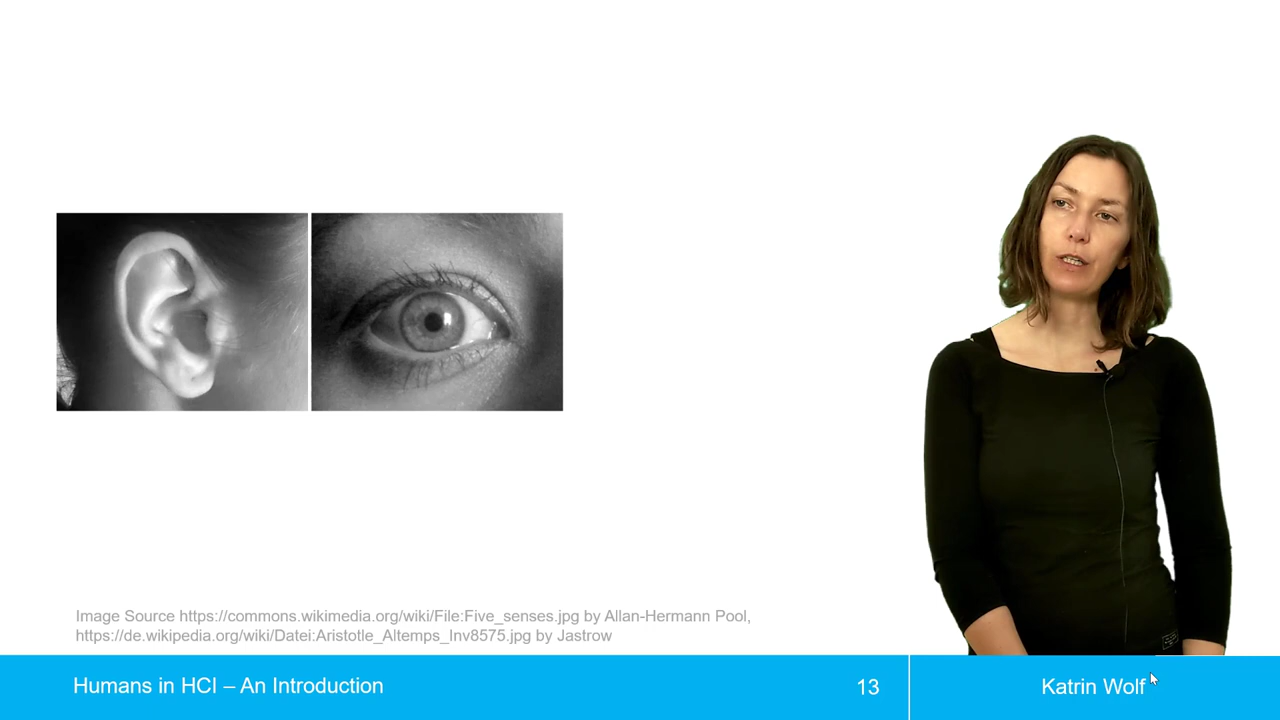 Image Source https://commons.wikimedia.org/wiki/File:Five_senses.jpg by Allan-Hermann Pool,
https://de.wikipedia.org/wiki/Datei:Aristotle_Altemps_Inv8575.jpg by Jastrow
Humans in HCI – An Introduction
13
Katrin Wolf